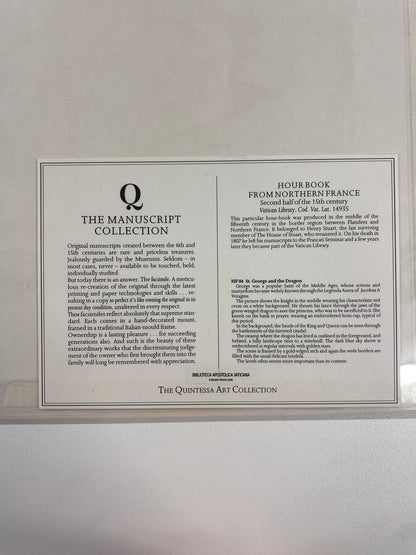 Q
THE MANUSCRIPT
COLLECTION
Original manuscripts created between the 6th and
15th centuries are rare and priceless treasures.
Jealously guarded by the Museums. Seldom – in
most cases, never – available to be touched, held,
individually studied.
But today there is an answer. The facsimile. A meticu-
lous re-creation of the original through the latest
printing and paper technologies and skills . . . re-
sulting in a copy so perfect it's like owning the original in its
present day condition, unaltered in every respect.
These facsimiles reflect absolutely that supreme stan-
dard. Each comes in a hand-decorated mount,
framed in a traditional Italian-mould frame.
Ownership is a lasting pleasure . . . for succeeding
generations also. And such is the beauty of these
extraordinary works that the discriminating judge-
ment of the owner who first brought them into the
family will long be remembered with appreciation.
HOUR BOOK
FROM NORTHERN FRANCE
Second half of the 15th century
Vatican Library. Cod. Vat. Lat. 14935
This particular hour-book was produced in the middle of the
fifteenth century in the border region between Flanders and
Northern France. It belonged to Henry Stuart, the last surviving
member of The House of Stuart, who treasured it. On his death in
1807 he left his manuscripts to the Frascati Seminar and a few years
later they became part of the Vatican Library.
HF 04 St. George and the Dragon
George was a popular Saint of the Middle Ages, whose actions and
martyrdom became widely known through the Legenda Aurea of Jacobus A
Voragine.
The picture shows the knight in the saddle wearing his characteristic red
cross on a white background. He thrusts his lance through the jaws of the
green-winged dragon to save the princess, who was to be sacrificed to it. She
kneels on the bank in prayer, wearing an embroidered horn cap, typical of
this period.
In the background, the heads of the King and Queen can be seen through
the battlements of the turreted citadel.
The swamp where the dragon has lived is outlined in the foreground, and
behind, a hilly landscape rises to a windmill. The dark blue sky above is
embroidered at regular intervals with golden stars.
The scene is framed by a gold-edged arch and again the wide borders are
filled with the usual delicate tendrils.
BIBLIOTECA APOSTOLICA VATICANA
THE QUINTESSA ART COLLECTION